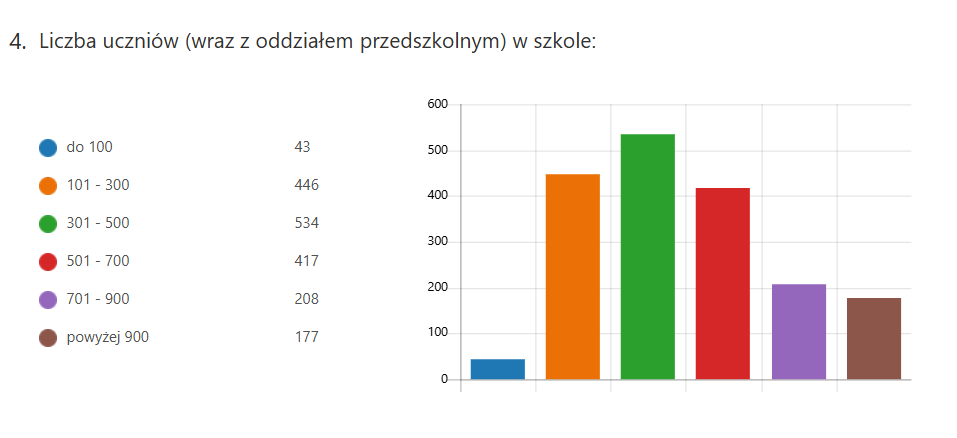 4. Liczba uczniów (wraz z oddziałem przedszkolnym) w szkole:
do 100 43
101 - 300 446
301 - 500 534
501 - 700 417
701 - 900 208
powyżej 900 177
600
500
400
300
200
100
0